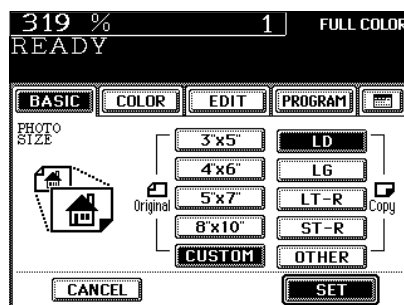 319 % 1 FULL COLOR
READY
BASIC COLOR EDIT PROGRAM
PHOTO
SIZE
3"x5" LD
4"x6" LG
Original 5"x7" LT-R Copy
8"x10" ST-R
CUSTOM OTHER
CANCEL SET